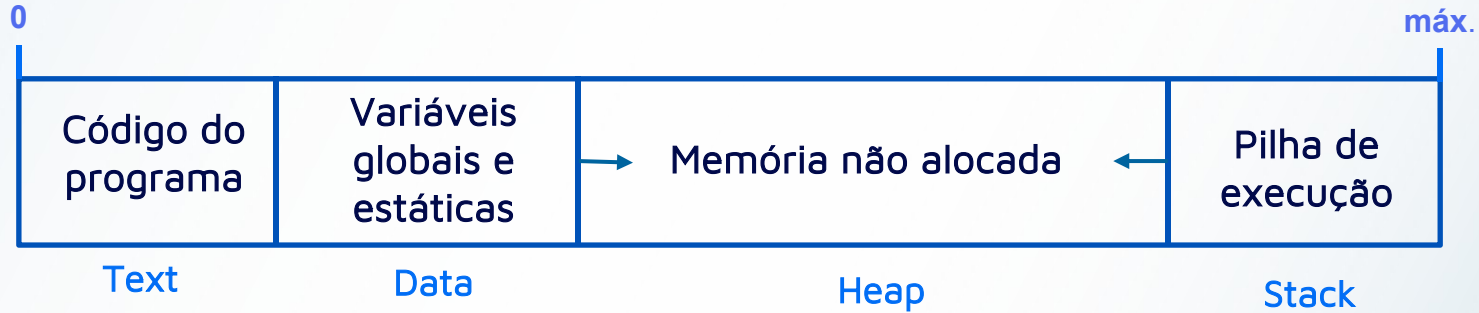 0
máx.
Código do
programa
Variáveis
globais e
estáticas
Memória não alocada
Pilha de
execução
Text
Data
Heap
Stack